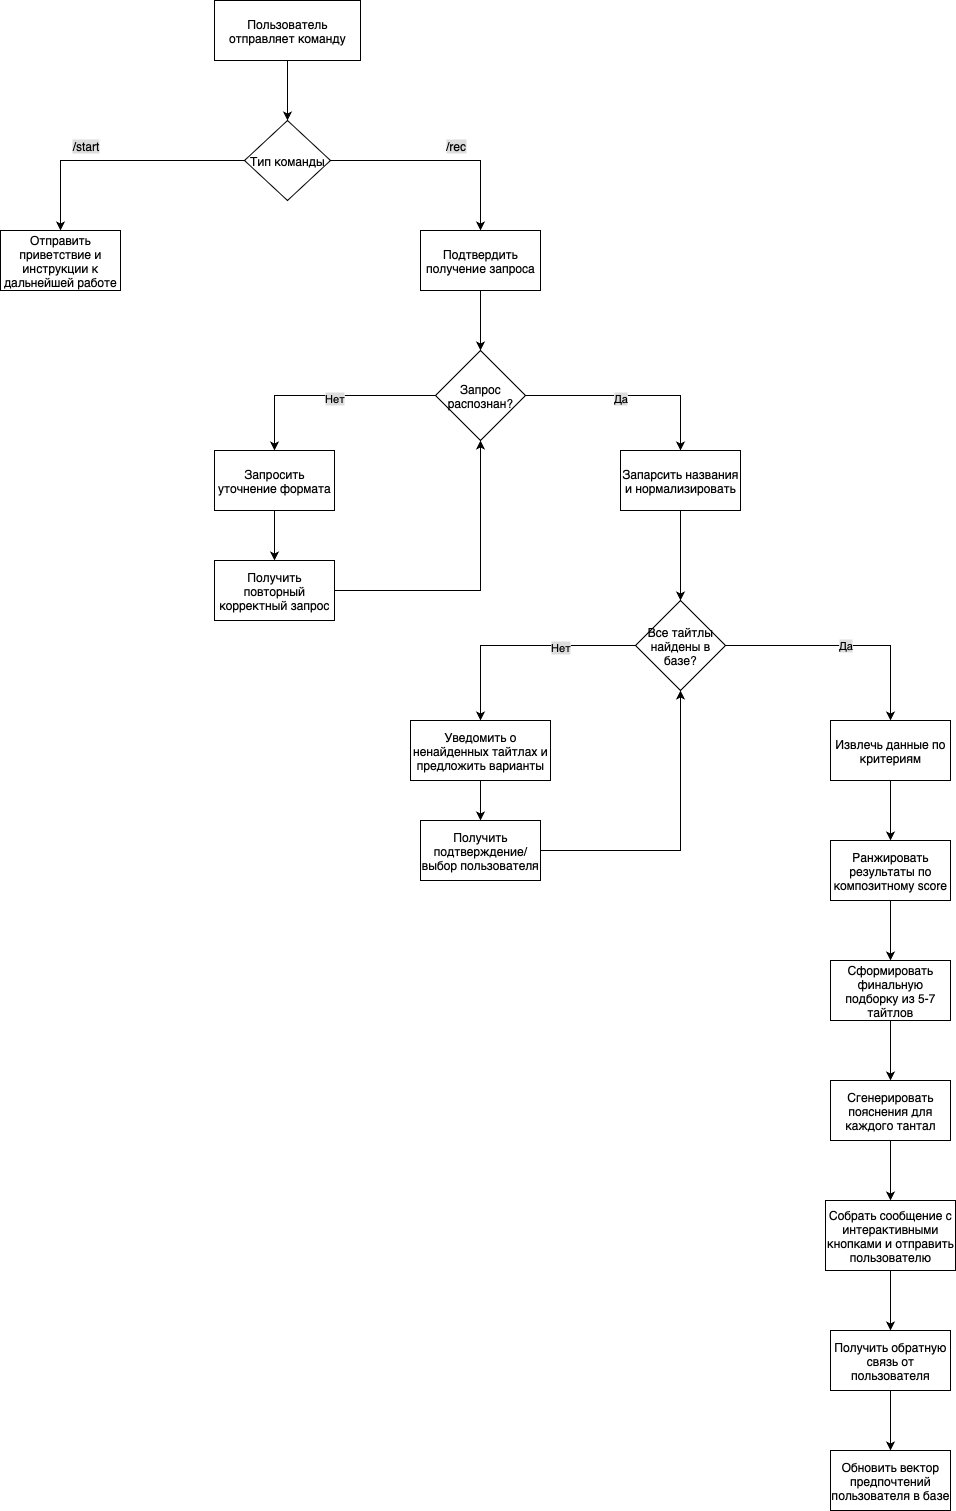 Пользователь
отправляет команду
/start
/rec
Тип команды
Отправить
приветствие и
инструкции к
дальнейшей работе
Подтвердить
получение запроса
Запрос
распознан?
Нет
Да
Запросить
уточнение формата
Запарсить названия
и нормализировать
Получить
повторный
корректный запрос
Все тайтлы
найдены в
базе?
Нет
Да
Уведомить о
ненайденных тайтлах и
предложить варианты
Извлечь данные по
критериям
Получить
подтверждение/
выбор пользователя
Ранжировать
результаты по
композитному score
Сформировать
финальную
подборку из 5-7
тайтлов
Сгенерировать
пояснения для
каждого тантал
Собрать сообщение с
интерактивными
кнопками и отправить
пользователю
Получить обратную
связь от
пользователя
Обновить вектор
предпочтений
пользователя в базе